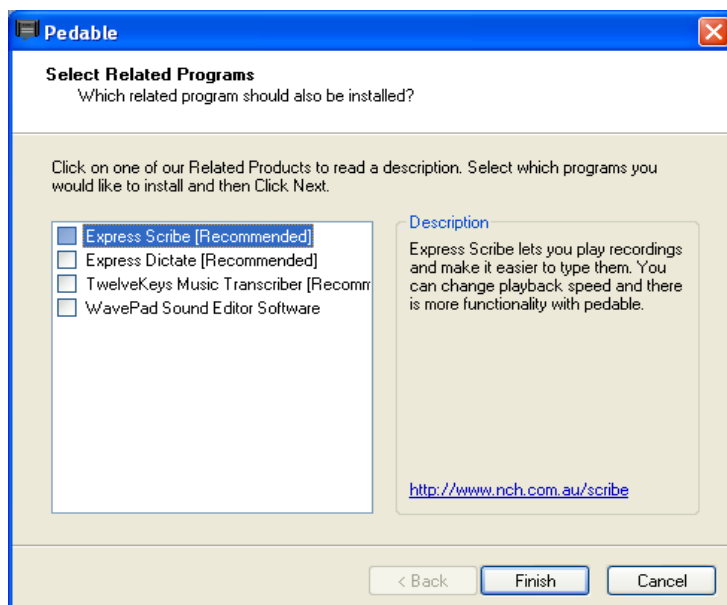 Pedable
Select Related Programs
Which related program should also be installed?
Click on one of our Related Products to read a description. Select which programs you
would like to install and then Click Next.
Express Scribe [Recommended]
Express Dictate [Recommended]
TwelveKeys Music Transcriber [Recomm
WavePad Sound Editor Software
Description
Express Scribe lets you play recordings
and make it easier to type them. You
can change playback speed and there
is more functionality with pedable.
http://www.nch.com.au/scribe
< Back
Finish
Cancel